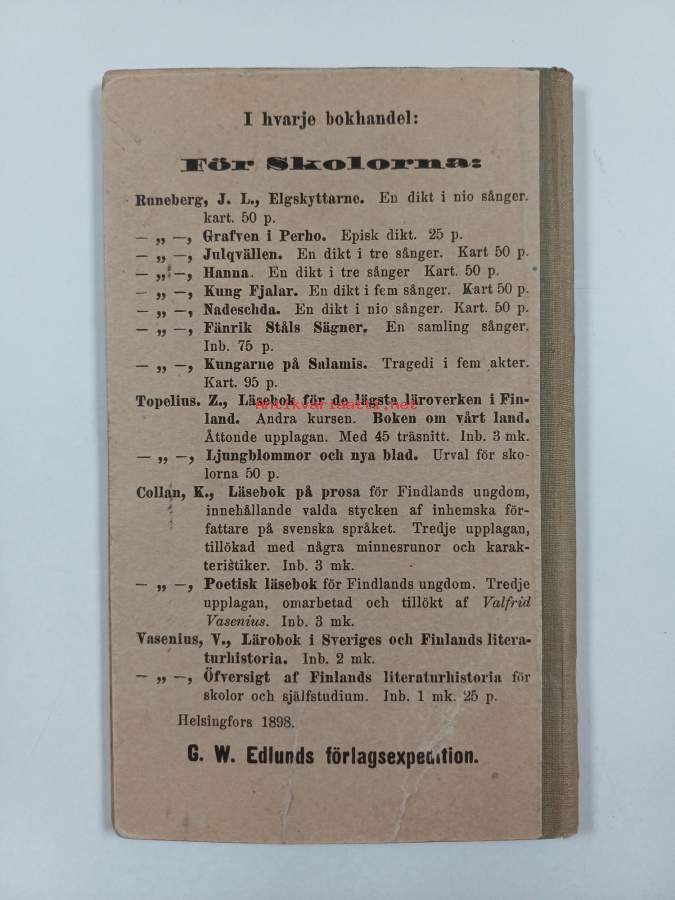 I hvarje bokhandel:
För Skolorna:
Runeberg, J. L., Elgskyttarne. En dikt i nio sånger.
kart. 50 p.
— „ —, Grafven i Perho. Episk dikt. 25 p.
— „ —, Julqvällen. En dikt i tre sånger. Kart 50 p.
— „ —, Hanna. En dikt i tre sånger Kart. 50 p.
— „ —, Kung Fjalar. En dikt i fem sånger. Kart 50 p.
— „ —, Nadeschda. En dikt i nio sånger. Kart. 50 p.
— „ —, Fänrik Ståls Sägner. En samling sånger.
Inb. 75 p.
— „ —, Kungarne på Salamis. Tragedi i fem akter.
Kart. 95 p.
Topelius. Z., Läsebok för de lägsta läroverken i Fin-
antikvariaatti.net
land. Andra kursen. Boken om vårt land.
Åttonde upplagan. Med 45 träsnitt. Inb. 3 mk.
— „ —, Ljungblommor och nya blad. Urval för sko-
lorna 50 p.
Collan, K., Läsebok på prosa för Findlands ungdom,
innehållande valda stycken af inhemska för-
fattare på svenska språket. Tredje upplagan,
tillökad med några minnesrunor och karak-
teristiker. Inb. 3 mk.
— „ —, Poetisk läsebok för Findlands ungdom. Tredje
upplagan, omarbetad och tillökt af Valfrid
Vasenius. Inb. 3 mk.
Vasenius, V., Lärobok i Sveriges och Finlands litera-
turhistoria. Inb. 2 mk.
— „ —, Öfversigt af Finlands literaturhistoria för
skolor och själfstudium. Inb. 1 mk. 25 p.
Helsingfors 1898.
G. W. Edlunds förlagsexpedition.